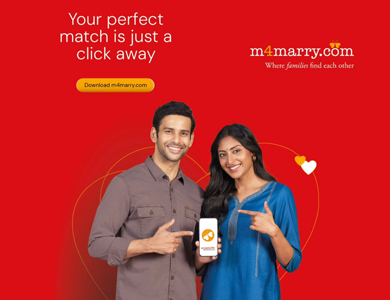 Your perfect
match is just a
click away
Download m4marry.com
m4marry.com
Where families find each other